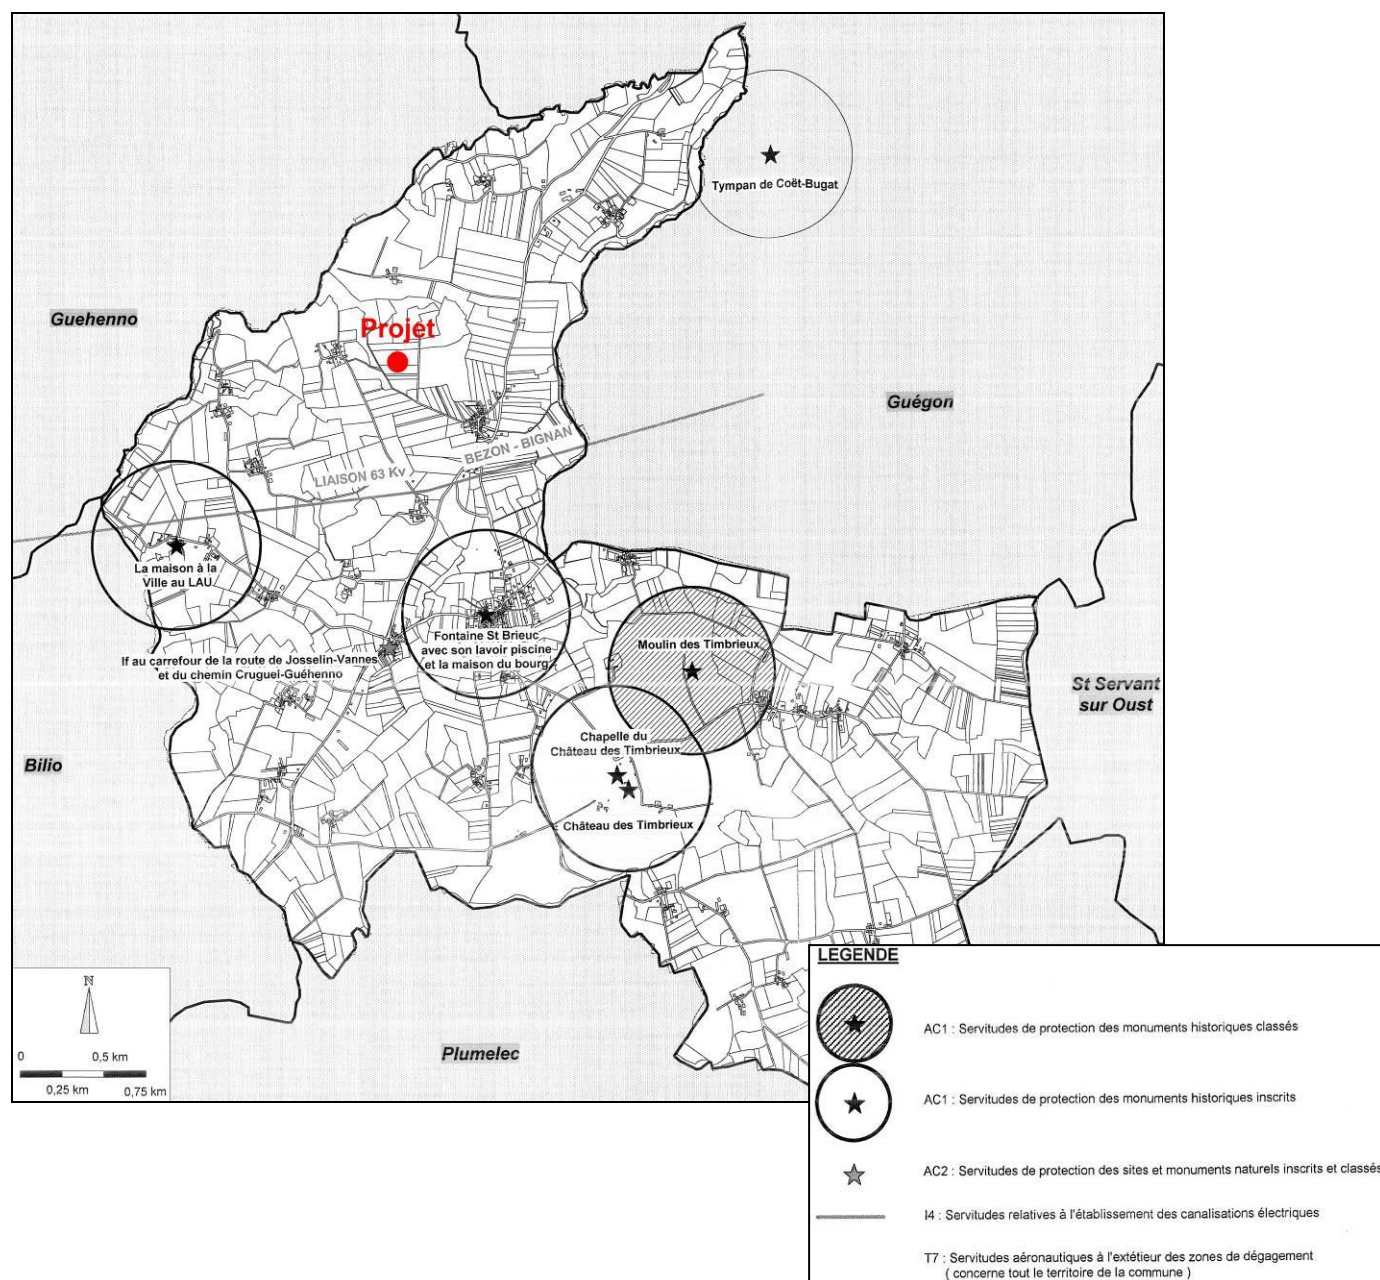 Tympan de Coët-Bugat
Guehenno
Projet
Guégon
BEZON - BIGNAN
LIAISON 63 Kv
La maison à la
Ville au LAU
Fontaine St Brieuc
avec son lavoir piscine
et la maison du bourg
Moulin des Timbrieux
If au carrefour de la route de Josselin-Vannes
et du chemin Cruguel-Guéhenno
St Servant
sur Oust
Chapelle du
Château des Timbrieux
Bilio
Château des Timbrieux
N
0
0,5 km
0,25 km
0,75 km
Plumelec
LEGENDE
AC1 : Servitudes de protection des monuments historiques classés
AC1 : Servitudes de protection des monuments historiques inscrits
AC2 : Servitudes de protection des sites et monuments naturels inscrits et classés
I4 : Servitudes relatives à l'établissement des canalisations électriques
T7 : Servitudes aéronautiques à l'extétieur des zones de dégagement
( concerne tout le territoire de la commune )